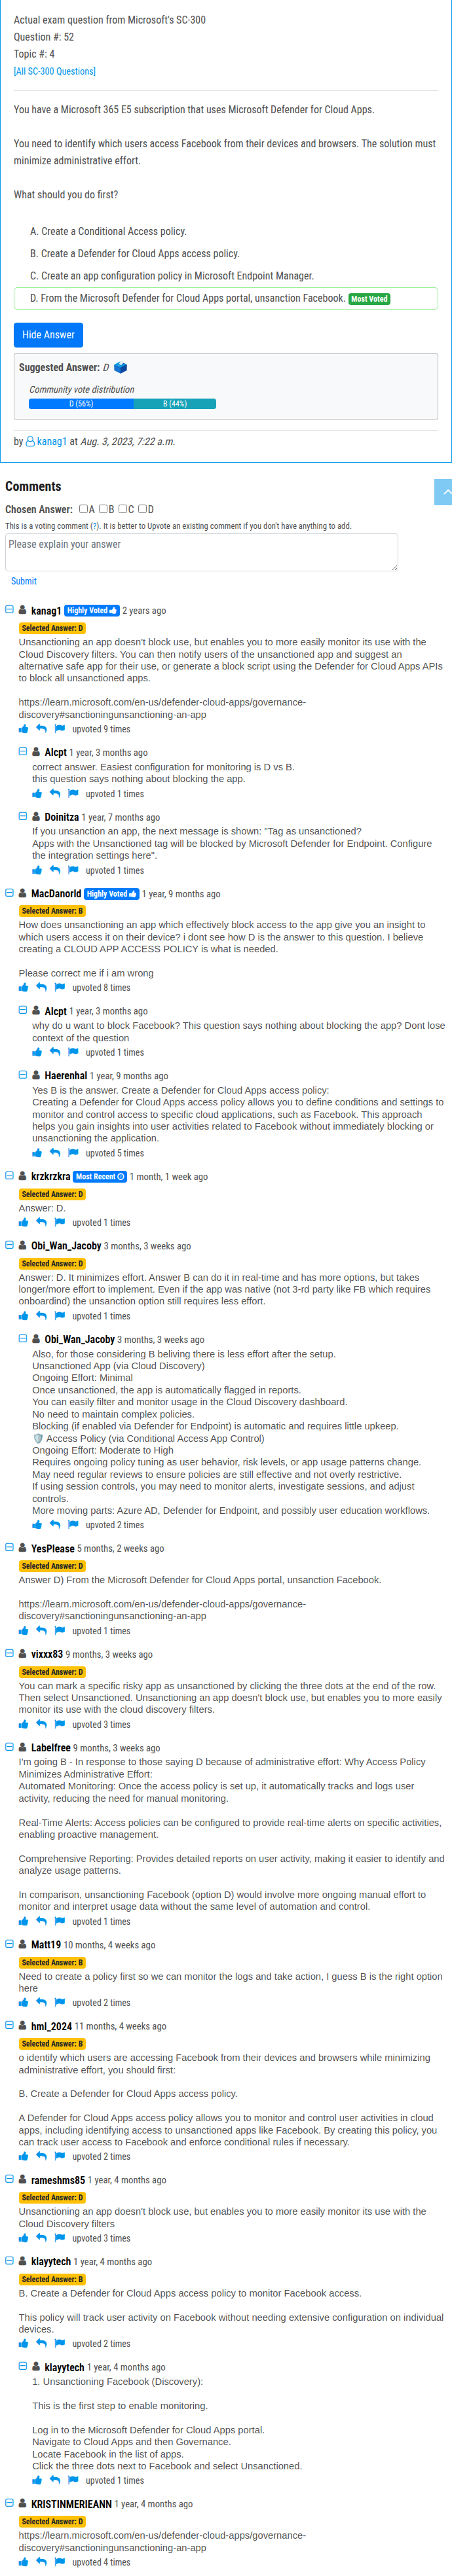 Actual exam question from Microsoft's SC-300
Question #: 52
Topic #: 4
[All SC-300 Questions]
You have a Microsoft 365 E5 subscription that uses Microsoft Defender for Cloud Apps.
You need to identify which users access Facebook from their devices and browsers. The solution must
minimize administrative effort.
What should you do first?
A. Create a Conditional Access policy.
B. Create a Defender for Cloud Apps access policy.
C. Create an app configuration policy in Microsoft Endpoint Manager.
D. From the Microsoft Defender for Cloud Apps portal, unsanction Facebook. Most Voted
Hide Answer
Suggested Answer: D
Community vote distribution
D (56%) B (44%)
by kanag1 at Aug. 3, 2023, 7:22 a.m.
Comments
Chosen Answer: A B C D
This is a voting comment (?). It is better to Upvote an existing comment if you don't have anything to add.
Please explain your answer
Submit
kanag1 Highly Voted 2 years ago
Selected Answer: D
Unsanctioning an app doesn't block use, but enables you to more easily monitor its use with the
Cloud Discovery filters. You can then notify users of the unsanctioned app and suggest an
alternative safe app for their use, or generate a block script using the Defender for Cloud Apps APIs
to block all unsanctioned apps.
https://learn.microsoft.com/en-us/defender-cloud-apps/governance-
discovery#sanctioningunsanctioning-an-app
upvoted 9 times
Alcpt 1 year, 3 months ago
correct answer. Easiest configuration for monitoring is D vs B.
this question says nothing about blocking the app.
upvoted 1 times
Doinitza 1 year, 7 months ago
If you unsanction an app, the next message is shown: "Tag as unsanctioned?
Apps with the Unsanctioned tag will be blocked by Microsoft Defender for Endpoint. Configure
the integration settings here".
upvoted 1 times
MacDanorld Highly Voted 1 year, 9 months ago
Selected Answer: B
How does unsanctioning an app which effectively block access to the app give you an insight to
which users access it on their device? i dont see how D is the answer to this question. I believe
creating a CLOUD APP ACCESS POLICY is what is needed.
Please correct me if i am wrong
upvoted 8 times
Alcpt 1 year, 3 months ago
why do u want to block Facebook? This question says nothing about blocking the app? Dont lose
context of the question
upvoted 1 times
Haerenhal 1 year, 9 months ago
Yes B is the answer. Create a Defender for Cloud Apps access policy:
Creating a Defender for Cloud Apps access policy allows you to define conditions and settings to
monitor and control access to specific cloud applications, such as Facebook. This approach
helps you gain insights into user activities related to Facebook without immediately blocking or
unsanctioning the application.
upvoted 5 times
krzkrzkra Most Recent 1 month, 1 week ago
Selected Answer: D
Answer: D.
upvoted 1 times
Obi_Wan_Jacoby 3 months, 3 weeks ago
Selected Answer: D
Answer: D. It minimizes effort. Answer B can do it in real-time and has more options, but takes
longer/more effort to implement. Even if the app was native (not 3-rd party like FB which requires
onboardind) the unsanction option still requires less effort.
upvoted 1 times
Obi_Wan_Jacoby 3 months, 3 weeks ago
Also, for those considering B beliving there is less effort after the setup.
Unsanctioned App (via Cloud Discovery)
Ongoing Effort: Minimal
Once unsanctioned, the app is automatically flagged in reports.
You can easily filter and monitor usage in the Cloud Discovery dashboard.
No need to maintain complex policies.
Blocking (if enabled via Defender for Endpoint) is automatic and requires little upkeep.
🛡️ Access Policy (via Conditional Access App Control)
Ongoing Effort: Moderate to High
Requires ongoing policy tuning as user behavior, risk levels, or app usage patterns change.
May need regular reviews to ensure policies are still effective and not overly restrictive.
If using session controls, you may need to monitor alerts, investigate sessions, and adjust
controls.
More moving parts: Azure AD, Defender for Endpoint, and possibly user education workflows.
upvoted 2 times
YesPlease 5 months, 2 weeks ago
Selected Answer: D
Answer D) From the Microsoft Defender for Cloud Apps portal, unsanction Facebook.
https://learn.microsoft.com/en-us/defender-cloud-apps/governance-
discovery#sanctioningunsanctioning-an-app
upvoted 1 times
vixxx83 9 months, 3 weeks ago
Selected Answer: D
You can mark a specific risky app as unsanctioned by clicking the three dots at the end of the row.
Then select Unsanctioned. Unsanctioning an app doesn't block use, but enables you to more easily
monitor its use with the cloud discovery filters.
upvoted 3 times
Labelfree 9 months, 3 weeks ago
I'm going B - In response to those saying D because of administrative effort: Why Access Policy
Minimizes Administrative Effort:
Automated Monitoring: Once the access policy is set up, it automatically tracks and logs user
activity, reducing the need for manual monitoring.
Real-Time Alerts: Access policies can be configured to provide real-time alerts on specific activities,
enabling proactive management.
Comprehensive Reporting: Provides detailed reports on user activity, making it easier to identify and
analyze usage patterns.
In comparison, unsanctioning Facebook (option D) would involve more ongoing manual effort to
monitor and interpret usage data without the same level of automation and control.
upvoted 1 times
Matt19 10 months, 4 weeks ago
Selected Answer: B
Need to create a policy first so we can monitor the logs and take action, I guess B is the right option
here
upvoted 2 times
hml_2024 11 months, 4 weeks ago
Selected Answer: B
o identify which users are accessing Facebook from their devices and browsers while minimizing
administrative effort, you should first:
B. Create a Defender for Cloud Apps access policy.
A Defender for Cloud Apps access policy allows you to monitor and control user activities in cloud
apps, including identifying access to unsanctioned apps like Facebook. By creating this policy, you
can track user access to Facebook and enforce conditional rules if necessary.
upvoted 2 times
rameshms85 1 year, 4 months ago
Selected Answer: D
Unsanctioning an app doesn't block use, but enables you to more easily monitor its use with the
Cloud Discovery filters
upvoted 3 times
klayytech 1 year, 4 months ago
Selected Answer: B
B. Create a Defender for Cloud Apps access policy to monitor Facebook access.
This policy will track user activity on Facebook without needing extensive configuration on individual
devices.
upvoted 2 times
klayytech 1 year, 4 months ago
1. Unsanctioning Facebook (Discovery):
This is the first step to enable monitoring.
Log in to the Microsoft Defender for Cloud Apps portal.
Navigate to Cloud Apps and then Governance.
Locate Facebook in the list of apps.
Click the three dots next to Facebook and select Unsanctioned.
upvoted 1 times
KRISTINMERIEANN 1 year, 4 months ago
Selected Answer: D
https://learn.microsoft.com/en-us/defender-cloud-apps/governance-
discovery#sanctioningunsanctioning-an-app
upvoted 4 times